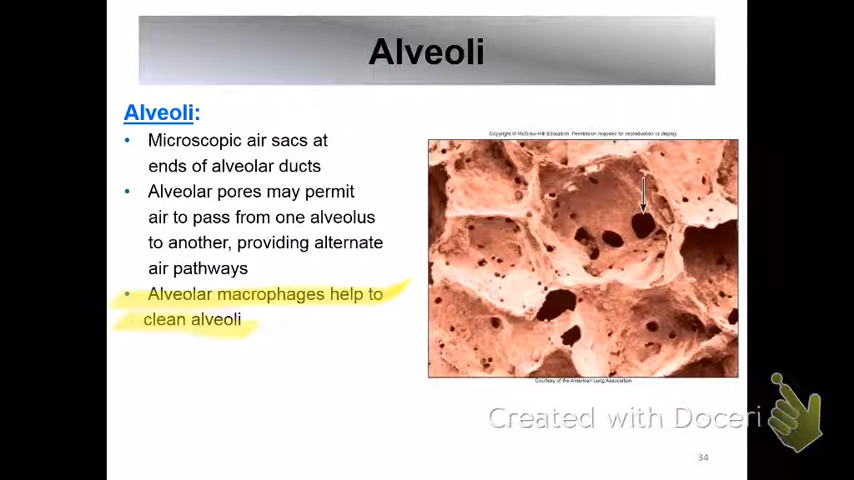 Alveoli
Alveoli:
• Microscopic air sacs at
ends of alveolar ducts
• Alveolar pores may permit
air to pass from one alveolus
to another, providing alternate
air pathways
• Alveolar macrophages help to
clean alveoli
Copyright © McGraw-Hill Education. Permission required for reproduction or display.
Courtesy of the American Lung Association
Created with Doceri
34